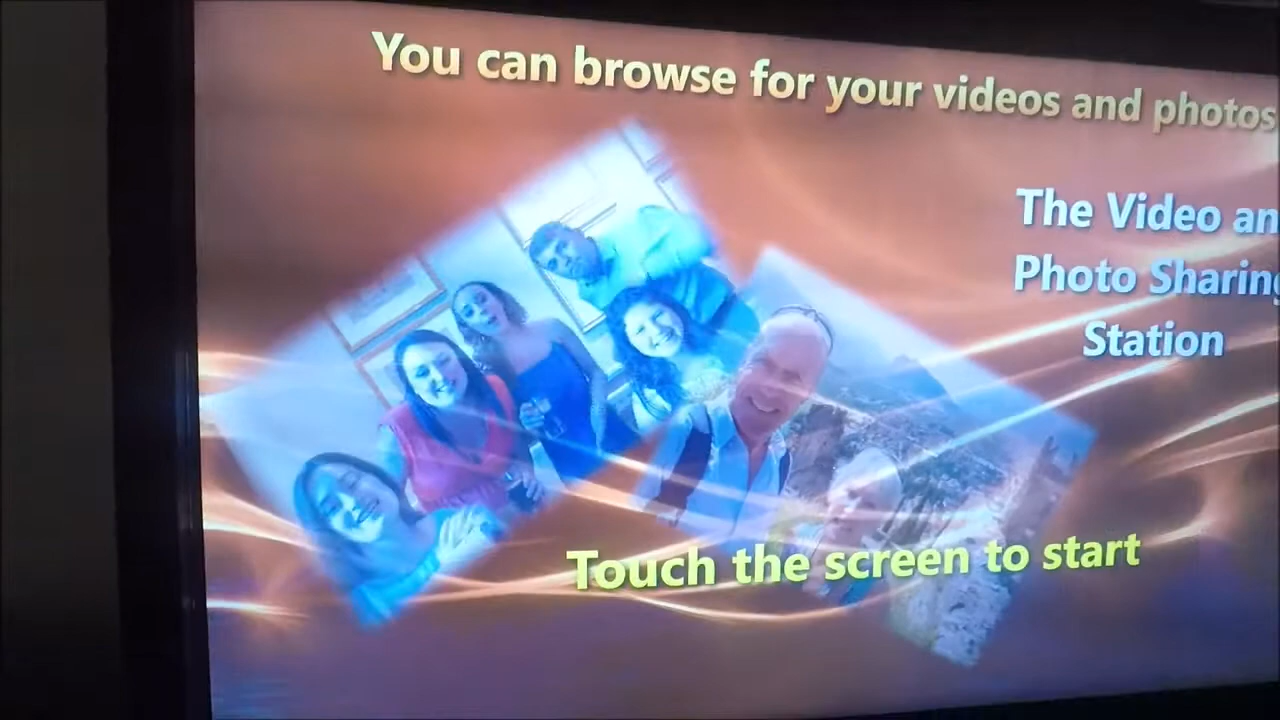 You can browse for your videos and photos
The Video an
Photo Sharing
Station
Touch the screen to start